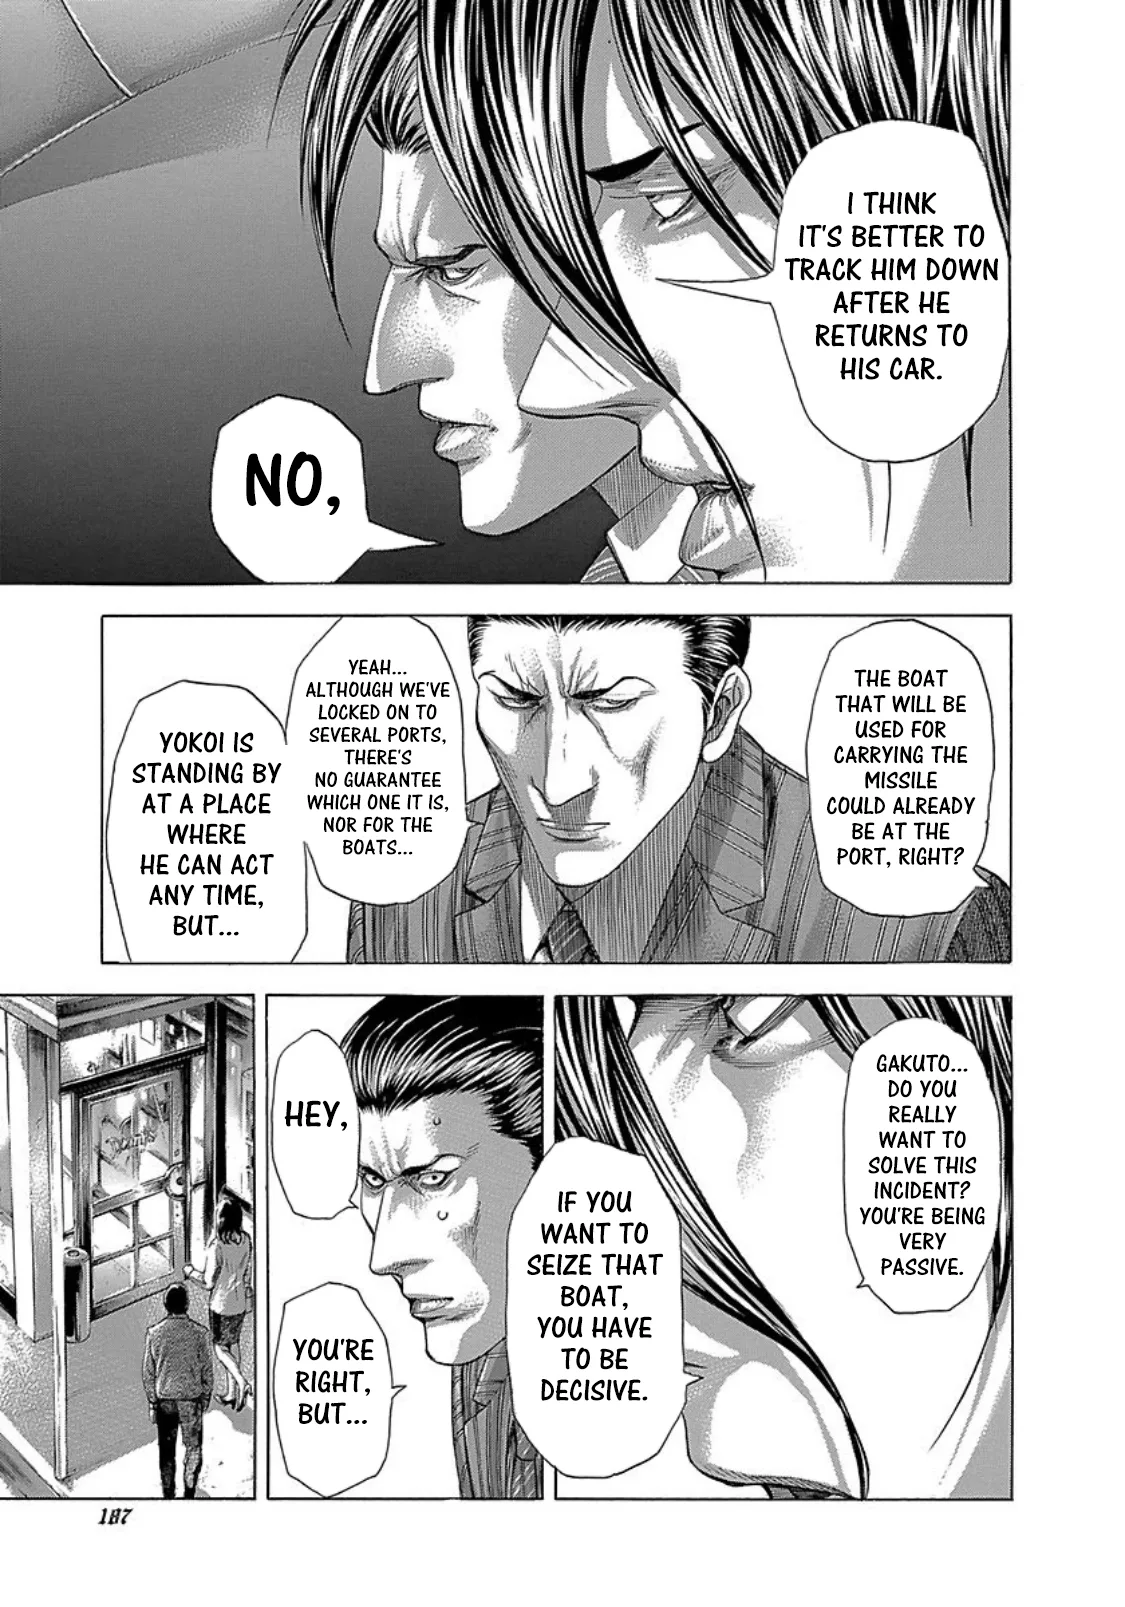 I THINK
IT'S BETTER TO
TRACK HIM DOWN
AFTER HE
RETURNS TO
HIS CAR.
NO,
THE BOAT
THAT WILL BE
USED FOR
CARRYING THE
MISSILE
COULD ALREADY
BE AT THE
PORT, RIGHT?
YEAH...
ALTHOUGH WE'VE
LOCKED ON TO
SEVERAL PORTS,
THERE'S
NO GUARANTEE
WHICH ONE IT IS,
NOR FOR THE
BOATS...
YOKOI IS
STANDING BY
AT A PLACE
WHERE
HE CAN ACT
ANY TIME,
BUT...
GAKUTO...
DO YOU
REALLY
WANT TO
SOLVE THIS
INCIDENT?
YOU'RE BEING
VERY
PASSIVE.
IF YOU
WANT TO
SEIZE THAT
BOAT,
YOU HAVE
TO BE
DECISIVE.
HEY,
YOU'RE
RIGHT,
BUT...
187